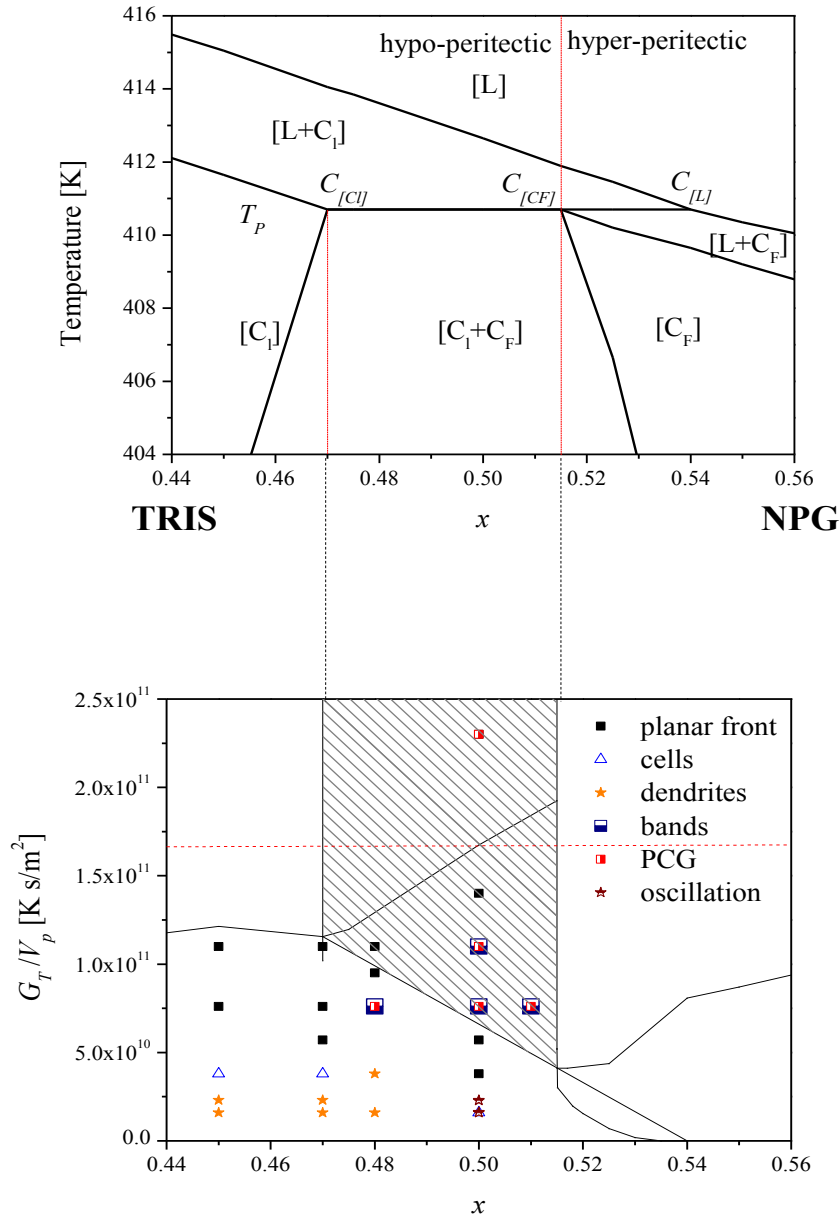 416
414
412
410
408
406
404
Temperature [K]
hypo-peritectic hyper-peritectic
[L]
[L+C_l]
C_[Cl] C_[CF] C_[L]
T_P
[L+C_F]
[C_l] [C_l+C_F] [C_F]
0.44 0.46 0.48 0.50 0.52 0.54 0.56
TRIS x NPG
2.5x10^11
2.0x10^11
1.5x10^11
1.0x10^11
5.0x10^10
0.0
G_T/V_p [K s/m^2]
planar front
cells
dendrites
bands
PCG
oscillation
0.44 0.46 0.48 0.50 0.52 0.54 0.56
x